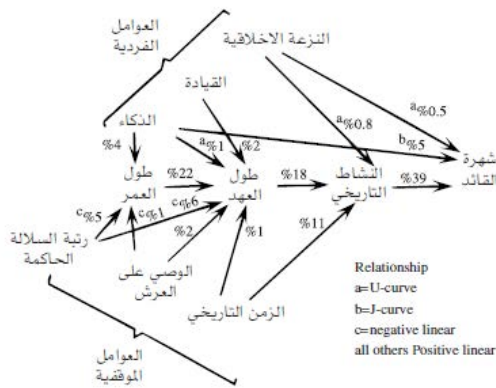 العوامل
الفردية
النزعة الاخلاقية
القيادة
الذكاء
a%0.8
a%0.5
b%5
%4
a%1
%2
شهرة
القائد
طول
العمر
%22
طول
العهد
%18
النشاط
التاريخي
%39
c%5
c%1
c%6
%2
%1
%11
رتبة السلالة
الحاكمة
الوصي على
العرش
الزمن التاريخي
العوامل
الموقفية
Relationship
a=U-curve
b=J-curve
c=negative linear
all others Positive linear